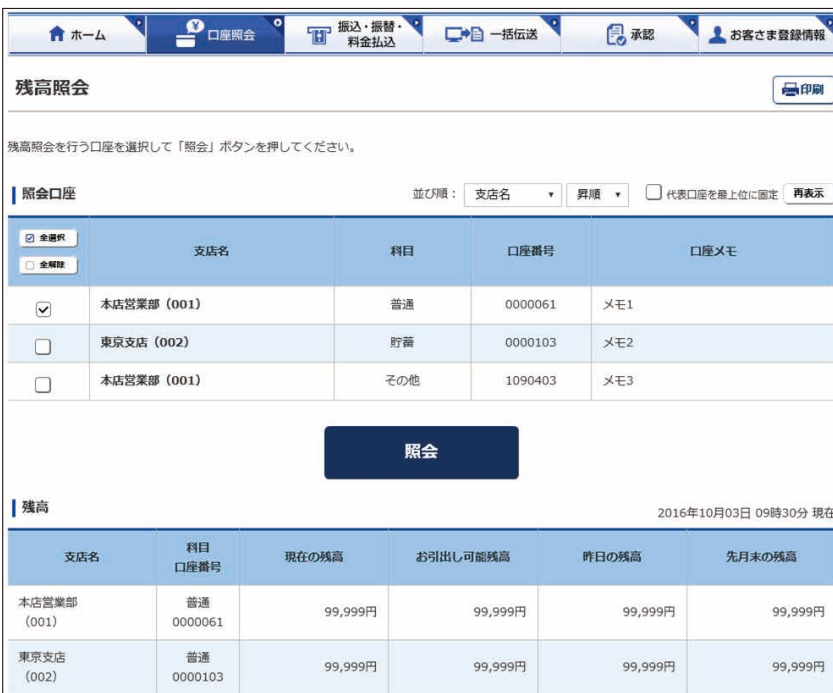 ホーム
口座照会
振込・振替・
料金払込
一括伝送
承認
お客さま登録情報
残高照会
印刷
残高照会を行う口座を選択して「照会」ボタンを押してください。
照会口座
並び順： 支店名 昇順 代表口座を最上位に固定 再表示
全選択
全解除
支店名 科目 口座番号 口座メモ
本店営業部（001） 普通 0000061 メモ1
東京支店（002） 貯蓄 0000103 メモ2
本店営業部（001） その他 1090403 メモ3
照会
残高
2016年10月03日 09時30分 現在
支店名 科目 口座番号 現在の残高 お引出し可能残高 昨日の残高 先月末の残高
本店営業部 普通
（001） 0000061 99,999円 99,999円 99,999円 99,999円
東京支店 普通
（002） 0000103 99,999円 99,999円 99,999円 99,999円